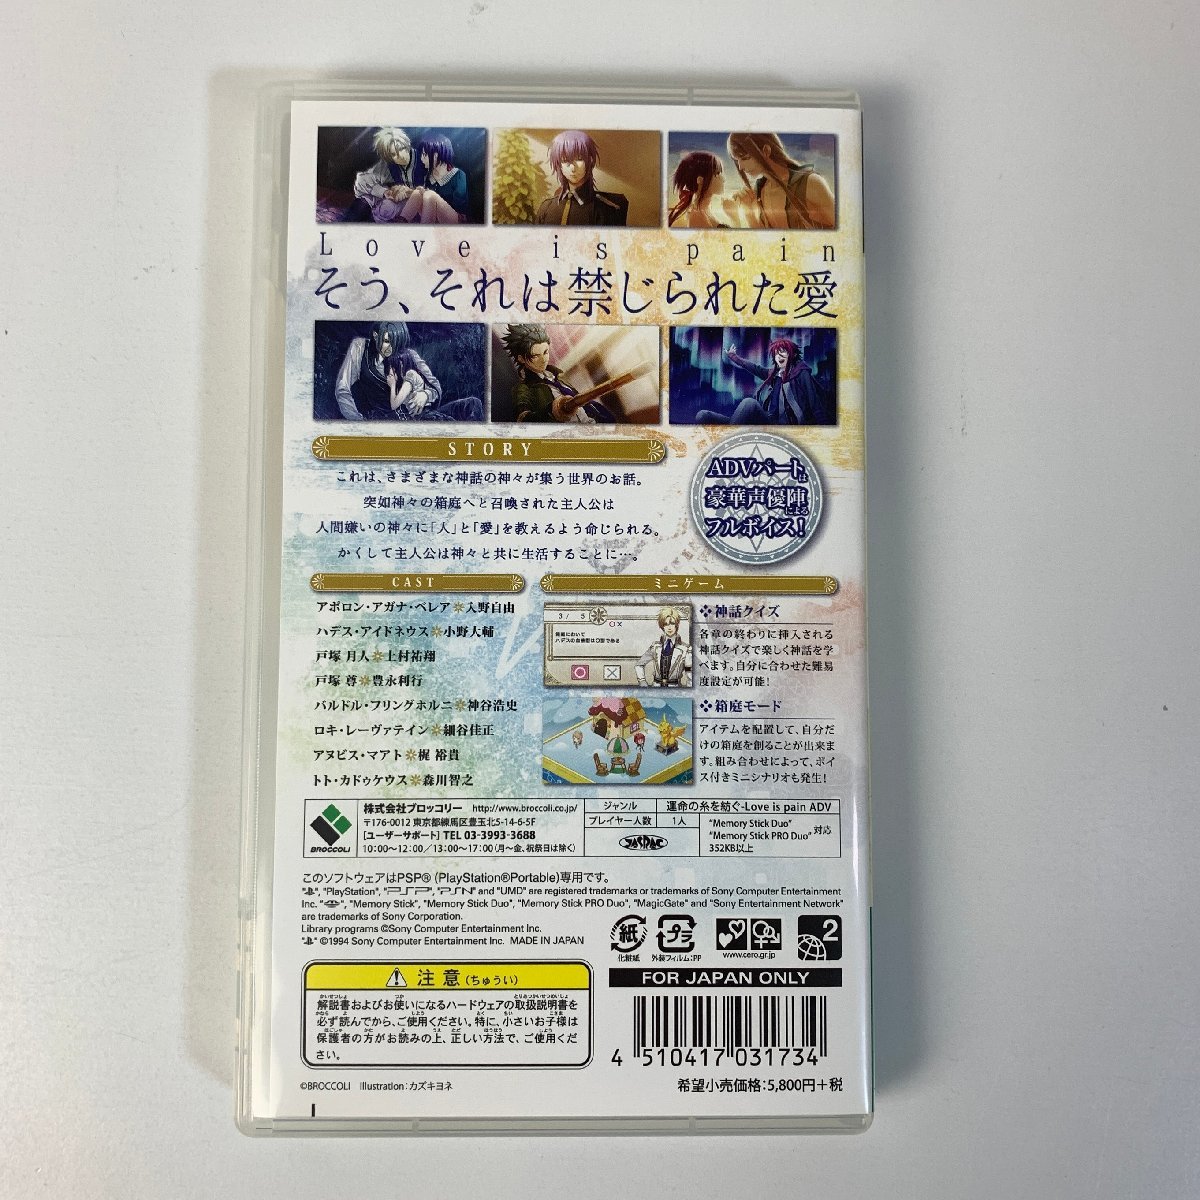 Love is pain
そう、それは禁じられた愛
STORY
これは、さまざまな神話の神々が集う世界のお話。
突如神々の箱庭へと召喚された主人公は
人間嫌いの神々に「人」と「愛」を教えるよう命じられる。
かくして主人公は神々と共に生活することに…。
ADVパートは
豪華声優陣による
フルボイス!
CAST
アポロン・アガナ・ベレア❋入野自由
ハデス・アイドネウス❋小野大輔
戸塚 月人❋土村祐翔
戸塚 尊❋豊永利行
バルドル・フリングホルニ❋神谷浩史
ロキ・レーヴァテイン❋細谷佳正
アヌビス・マアト❋梶 裕貴
トト・カドゥケウス❋森川智之
ミニゲーム
3/5
○×
ハデスの血液型はO型である
❖神話クイズ
各章の終わりに挿入される
神話クイズで楽しく神話を学
べます。自分に合わせた難易
度設定が可能!
❖箱庭モード
アイテムを配置して、自分だ
けの箱庭を創ることが出来ま
す。組み合わせによって、ボイ
ス付きミニシナリオも発生!
BROCCOLI
株式会社ブロッコリー http://www.broccoli.co.jp/
〒176-0012 東京都練馬区豊玉北5-14-6-5F
[ユーザーサポート] TEL 03-3993-3688
10:00~12:00/13:00~17:00(月~金、祝祭日は除く)
ジャンル 運命の糸を紡ぐ-Love is pain ADV
プレイヤー人数 1人
JASRAC
"Memory Stick Duo"
"Memory Stick PRO Duo" 対応
352KB以上
このソフトウェアはPSP® (PlayStation®Portable)専用です。
"PlayStation", "PSP", "PSN" and "UMD" are registered trademarks or trademarks of Sony Computer Entertainment
Inc. "Memory Stick", "Memory Stick Duo", "Memory Stick PRO Duo", "MagicGate" and "Sony Entertainment Network"
are trademarks of Sony Corporation.
Library programs ©Sony Computer Entertainment Inc.
©1994 Sony Computer Entertainment Inc. MADE IN JAPAN
紙
化粧紙
プラ
外装フィルム:PP
www.cero.gr.jp
2
FOR JAPAN ONLY
注意(ちゅうい)
解説書およびお使いになるハードウェアの取扱説明書を
必ず読んでから、ご使用ください。特に、小さいお子様は
保護者の方がお読みの上、正しい方法で、ご使用くだ
さい。
4 510417 031734
©BROCCOLI Illustration:カズキヨネ
希望小売価格:5,800円+税